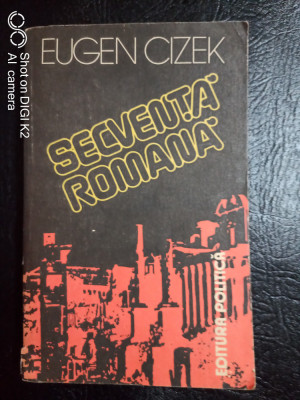 EUGEN CIZEK
SECVENȚĂ
ROMANĂ
EDITURA POLITICĂ
Shot on DIGI K2
AI camera